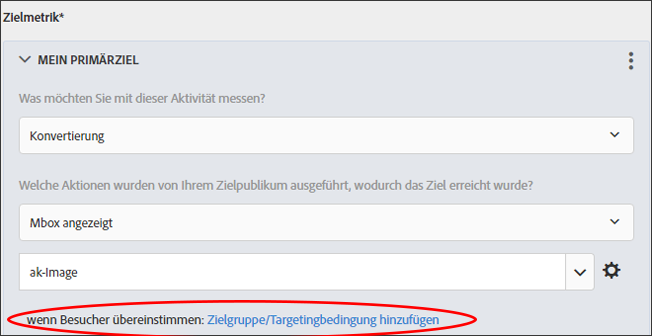 Zielmetrik*
MEIN PRIMÄRZIEL
Was möchten Sie mit dieser Aktivität messen?
Konvertierung
Welche Aktionen wurden von Ihrem Zielpublikum ausgeführt, wodurch das Ziel erreicht wurde?
Mbox angezeigt
ak-Image
wenn Besucher übereinstimmen: Zielgruppe/Targetingbedingung hinzufügen